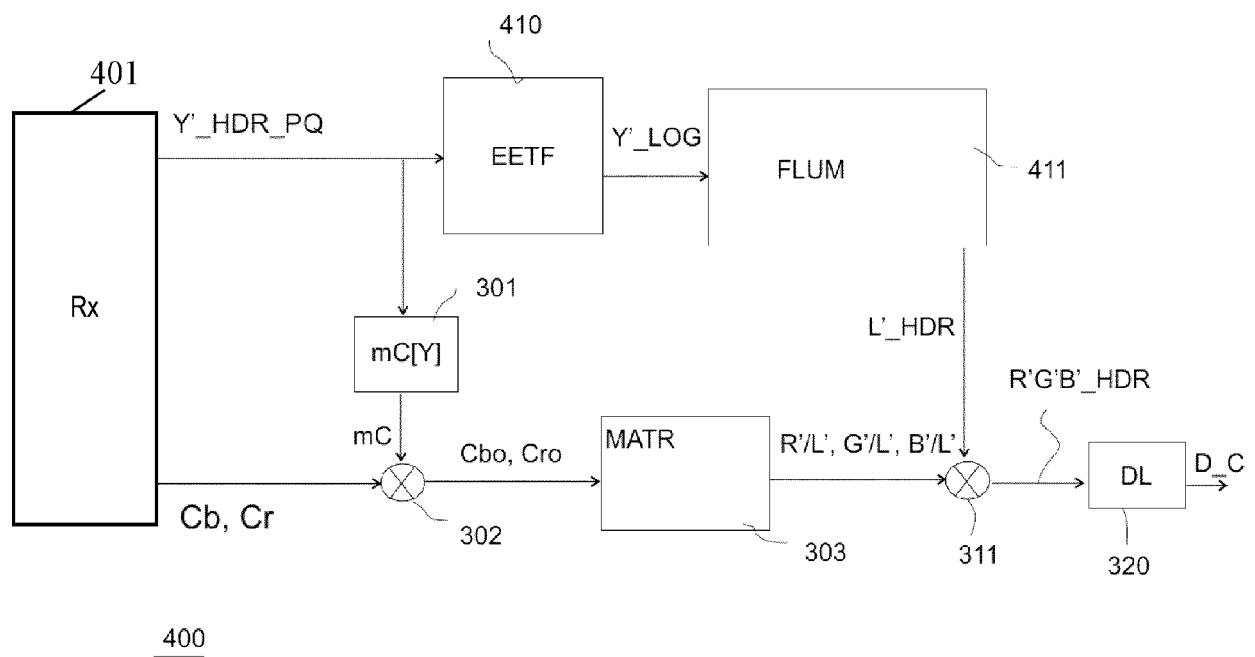 410
401
Y'_HDR_PQ
EETF
Y'_LOG
FLUM
411
Rx
301
mC[Y]
L'_HDR
R'G'B'_HDR
mC
Cbo, Cro
MATR
R'/L', G'/L', B'/L'
DL
D_C
Cb, Cr
302
303
311
320
400